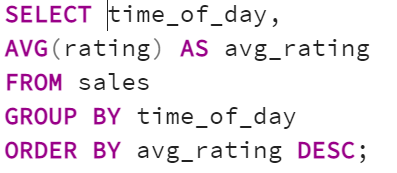 SELECT time_of_day,
AVG(rating) AS avg_rating
FROM sales
GROUP BY time_of_day
ORDER BY avg_rating DESC;